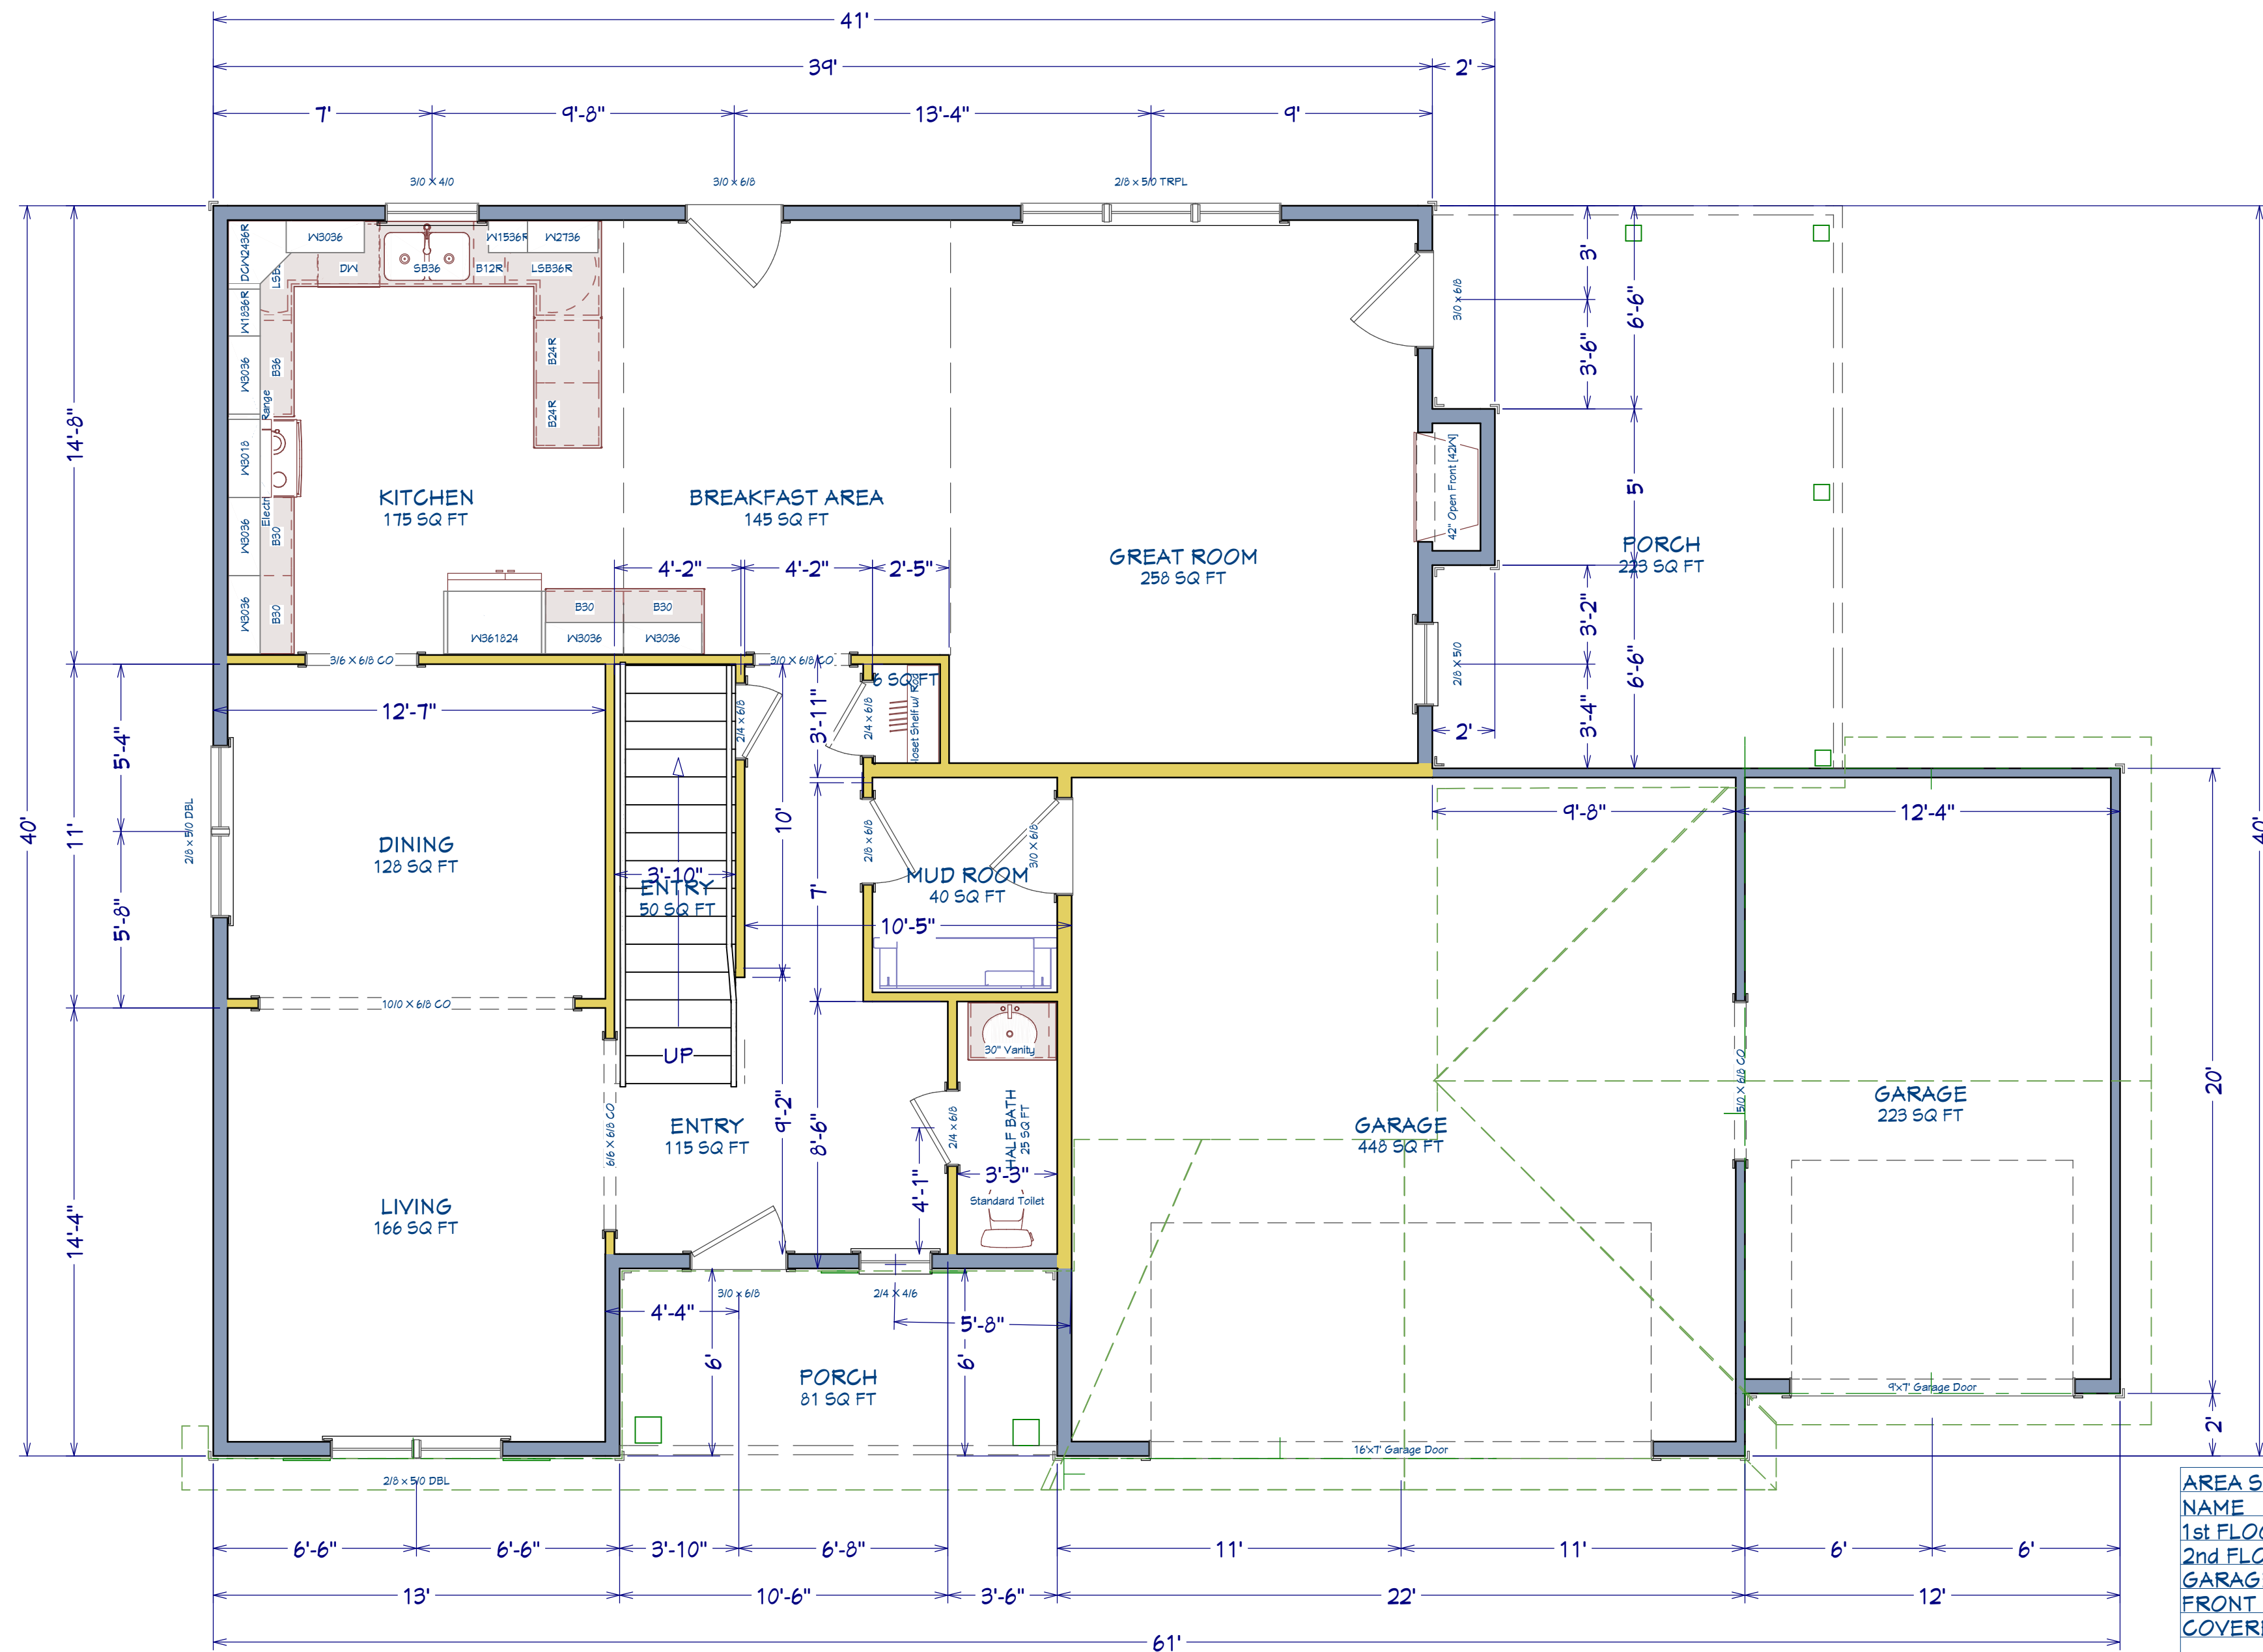 41'
39'
2'
7'
9'-8"
13'-4"
9'
3/0 X 4/0
3/0 x 6/8
2/8 x 5/0 TRPL
DCW2436R
W3036
W1536R
W2736
LSB
DW
SB36
B12R
LSB36R
W1836R
W3036
B36
B24R
B24R
Range
W3018
Electri
W3036
B30
W3036
B30
3/0 x 6/8
3'
3'-6"
6'-6"
14'-8"
40'
KITCHEN
175 SQ FT
BREAKFAST AREA
145 SQ FT
GREAT ROOM
258 SQ FT
42" Open Front [42W]
5'
PORCH
223 SQ FT
4'-2"
4'-2"
2'-5"
B30
B30
W361824
W3036
W3036
3/6 X 6/8 CO
3/0 X 6/8 CO
2/8 X 5/0
3'-2"
3'-4"
6'-6"
2'
12'-7"
2/4 x 6/8
3'-11"
2/4 x 6/8
6 SQ FT
loset Shelf w/ Rod
5'-4"
11'
5'-8"
2/8 x 5/0 DBL
10'
7'
2/8 x 6/8
3/0 x 6/8
9'-8"
12'-4"
40'
DINING
128 SQ FT
3'-10"
ENTRY
50 SQ FT
MUD ROOM
40 SQ FT
10'-5"
10/0 X 6/8 CO
UP
30" Vanity
6/6 X 6/8 CO
ENTRY
115 SQ FT
9'-2"
8'-6"
2/4 x 6/8
4'-1"
HALF BATH
25 SQ FT
3'-3"
Standard Toilet
GARAGE
448 SQ FT
5/0 X 6/8 CO
GARAGE
223 SQ FT
20'
14'-4"
LIVING
166 SQ FT
3/0 x 6/8
2/4 X 4/6
4'-4"
5'-8"
6'
6'
PORCH
81 SQ FT
9'x7' Garage Door
2'
16'x7' Garage Door
2/8 x 5/0 DBL
AREA S
NAME
1st FLOO
2nd FLO
GARAG
FRONT
COVER
6'-6"
6'-6"
3'-10"
6'-8"
11'
11'
6'
6'
13'
10'-6"
3'-6"
22'
12'
61'